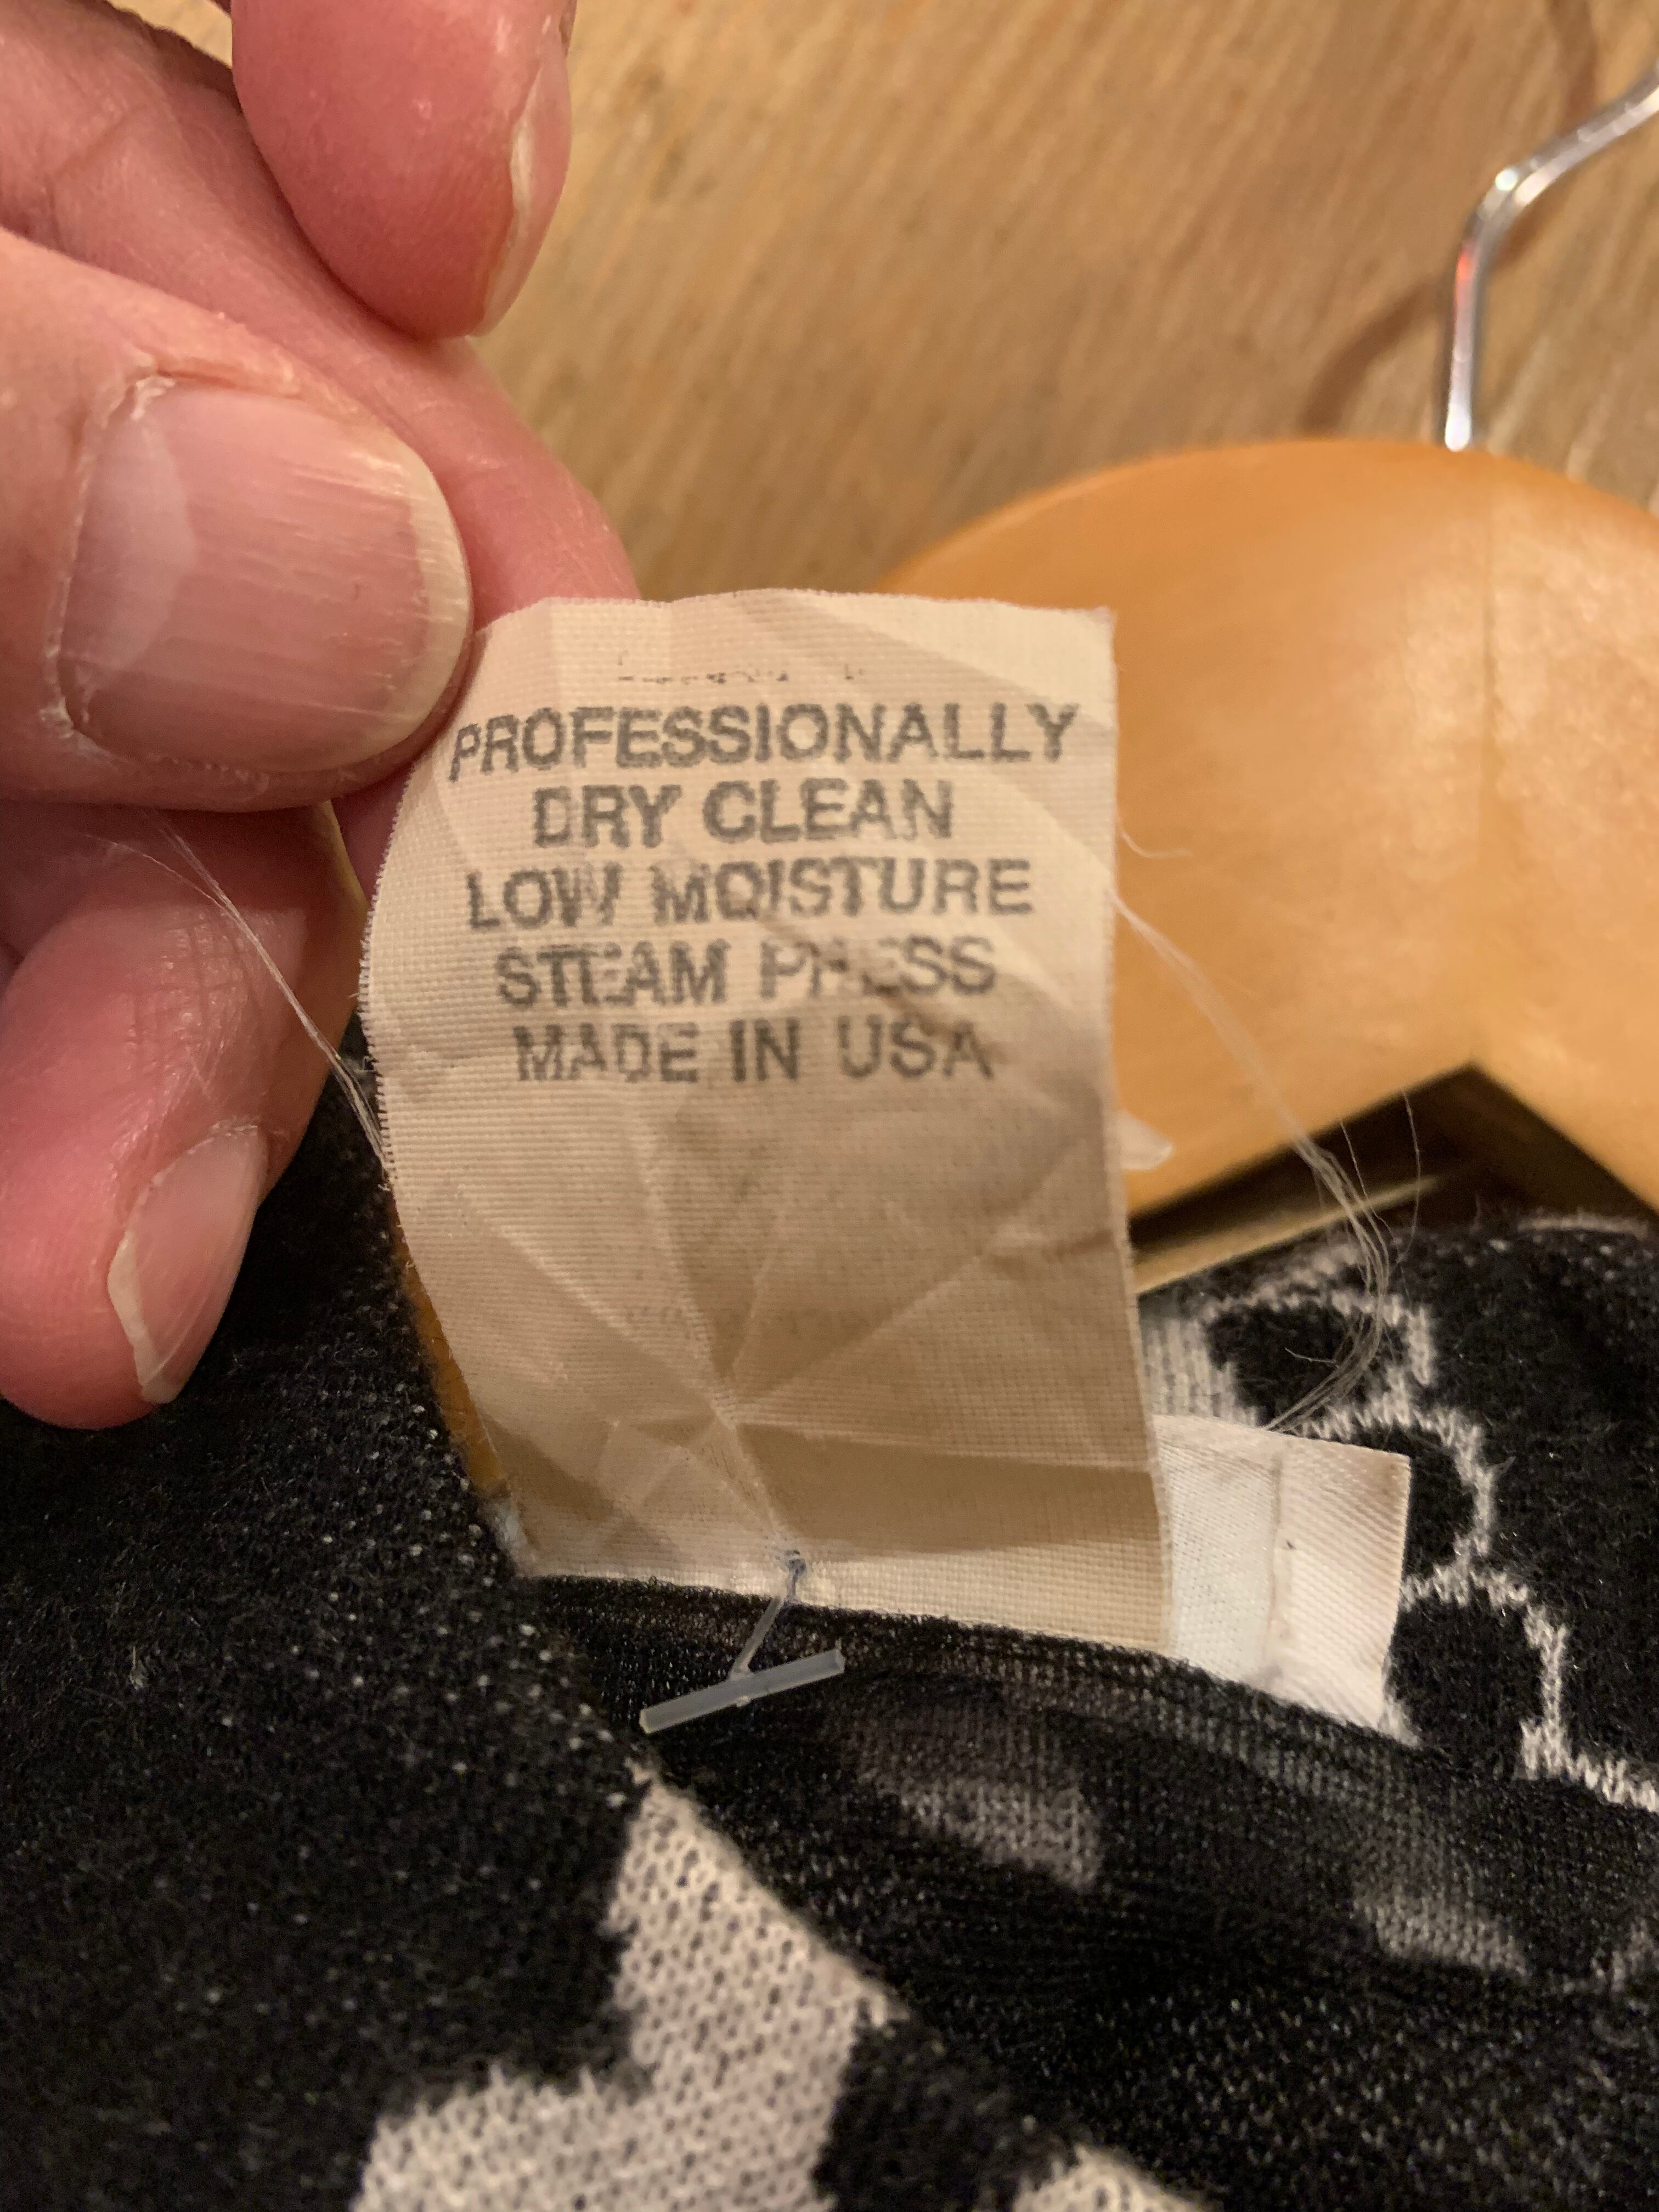 PROFESSIONALLY
DRY CLEAN
LOW MOISTURE
STEAM PRESS
MADE IN USA